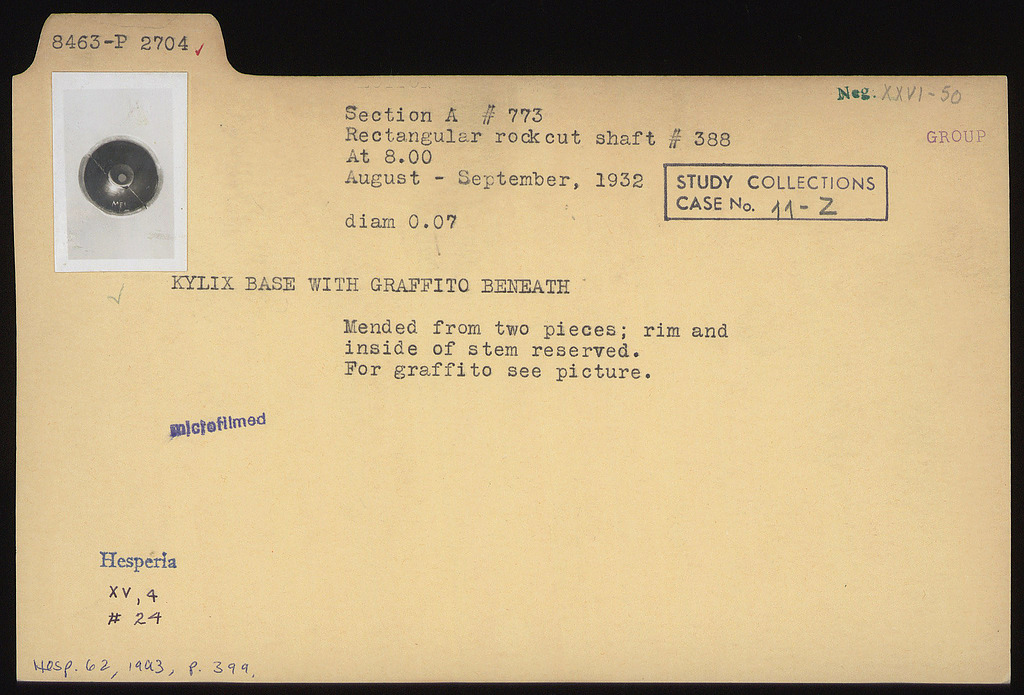 8463-P 2704
Neg. XXVI-50
Section A # 773
Rectangular rockcut shaft # 388
GROUP
At 8.00
August - September, 1932
STUDY COLLECTIONS
CASE No. 11-Z
diam 0.07
KYLIX BASE WITH GRAFFITO BENEATH
Mended from two pieces; rim and
inside of stem reserved.
For graffito see picture.
microfilmed
Hesperia
XV, 4
# 24
Hesp. 62, 1993, p. 399.